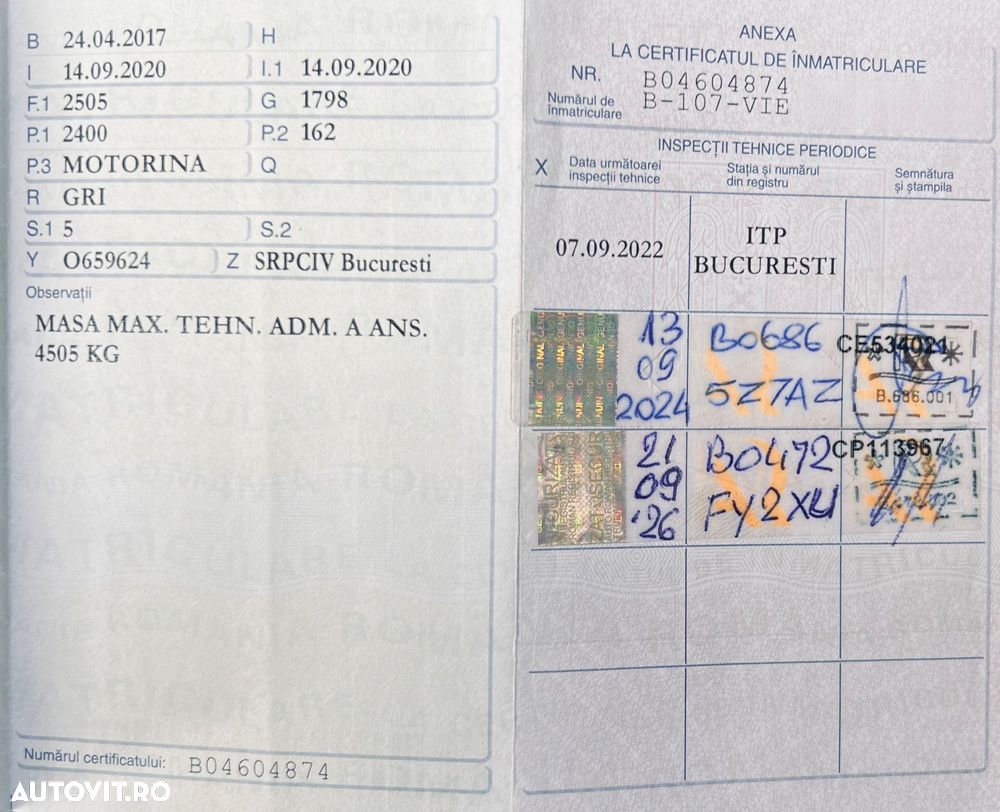 B 24.04.2017 H
I 14.09.2020 I.1 14.09.2020
F.1 2505 G 1798
P.1 2400 P.2 162
P.3 MOTORINA Q
R GRI
S.1 5 S.2
Y O659624 Z SRPCIV Bucuresti
Observații
MASA MAX. TEHN. ADM. A ANS.
4505 KG
Numărul certificatului: B04604874
AUTOVIT.RO
ANEXA
LA CERTIFICATUL DE ÎNMATRICULARE
NR. B04604874
Numărul de
înmatriculare B-107-VIE
INSPECȚII TEHNICE PERIODICE
X Data următoarei
inspecții tehnice
Stația și numărul
din registru
Semnătura
și ștampila
07.09.2022 ITP
BUCURESTI
13
09
2024
B0686
5Z7AZ
CE534021
B.686.001
21
09
'26
B0472
FY2XU
CP113967